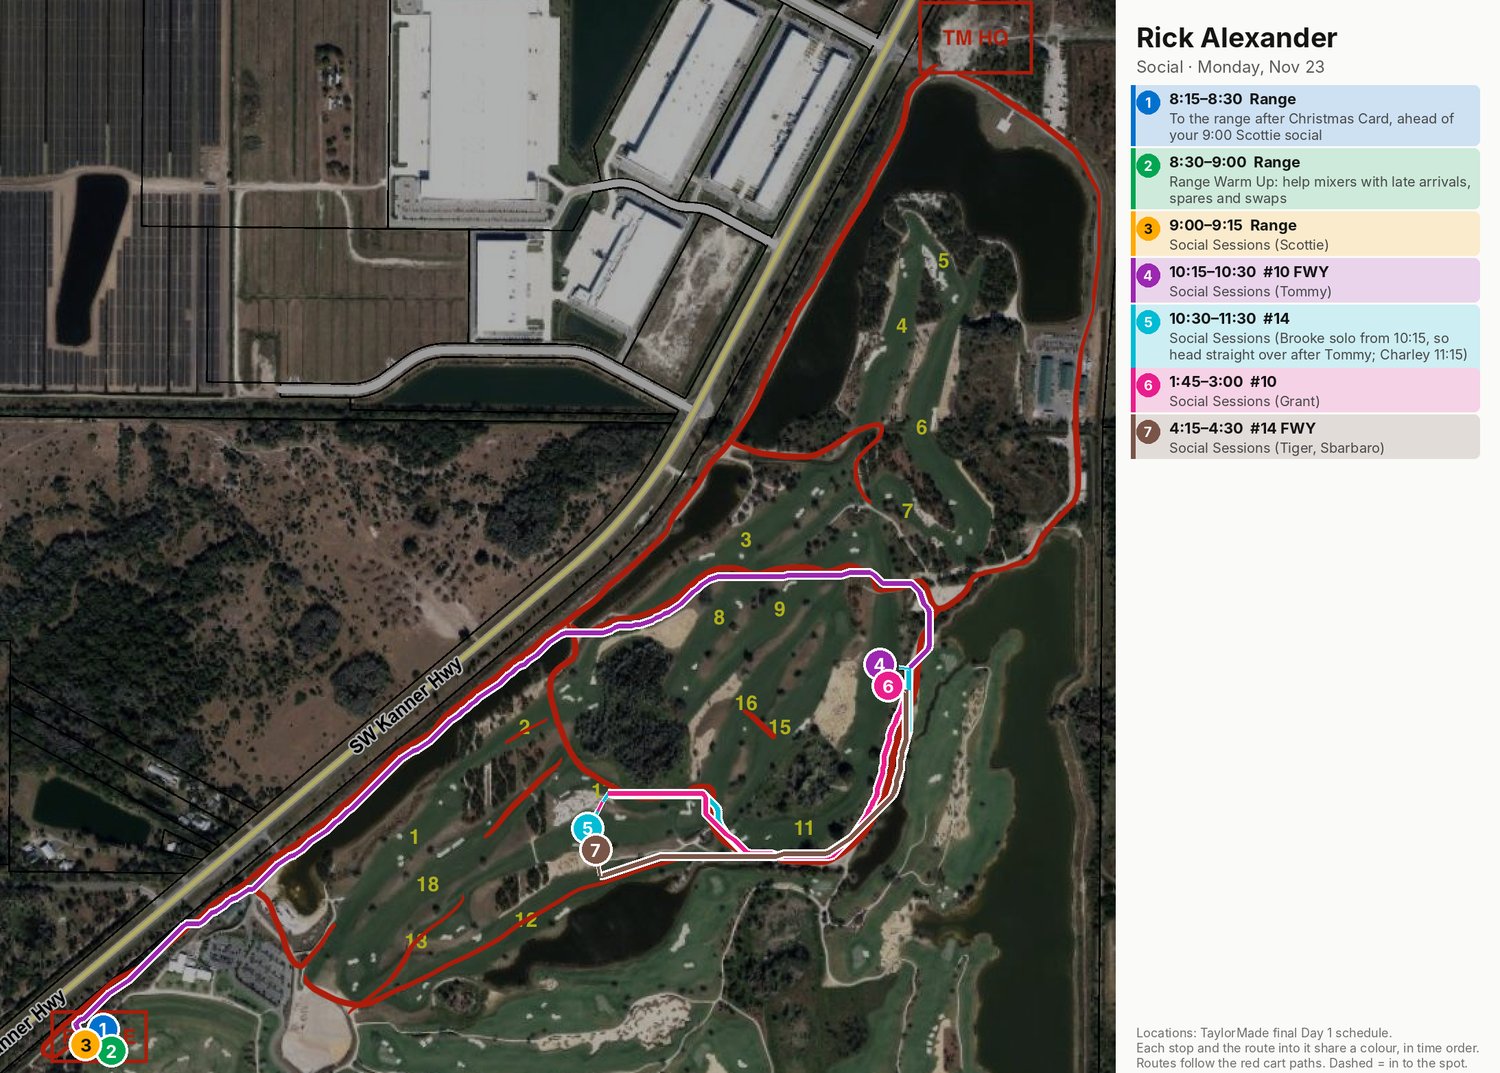 Rick Alexander
Social · Monday, Nov 23
1
8:15–8:30 Range
To the range after Christmas Card, ahead of
your 9:00 Scottie social
2
8:30–9:00 Range
Range Warm Up: help mixers with late arrivals,
spares and swaps
3
9:00–9:15 Range
Social Sessions (Scottie)
4
10:15–10:30 #10 FWY
Social Sessions (Tommy)
5
10:30–11:30 #14
Social Sessions (Brooke solo from 10:15, so
head straight over after Tommy; Charley 11:15)
6
1:45–3:00 #10
Social Sessions (Grant)
7
4:15–4:30 #14 FWY
Social Sessions (Tiger, Sbarbaro)
Locations: TaylorMade final Day 1 schedule.
Each stop and the route into it share a colour, in time order.
Routes follow the red cart paths. Dashed = in to the spot.
TM HQ
5
4
6
7
3
9
8
4
6
16
15
2
SW Kanner Hwy
5
11
1
7
18
12
13
Hwy
1
3
2